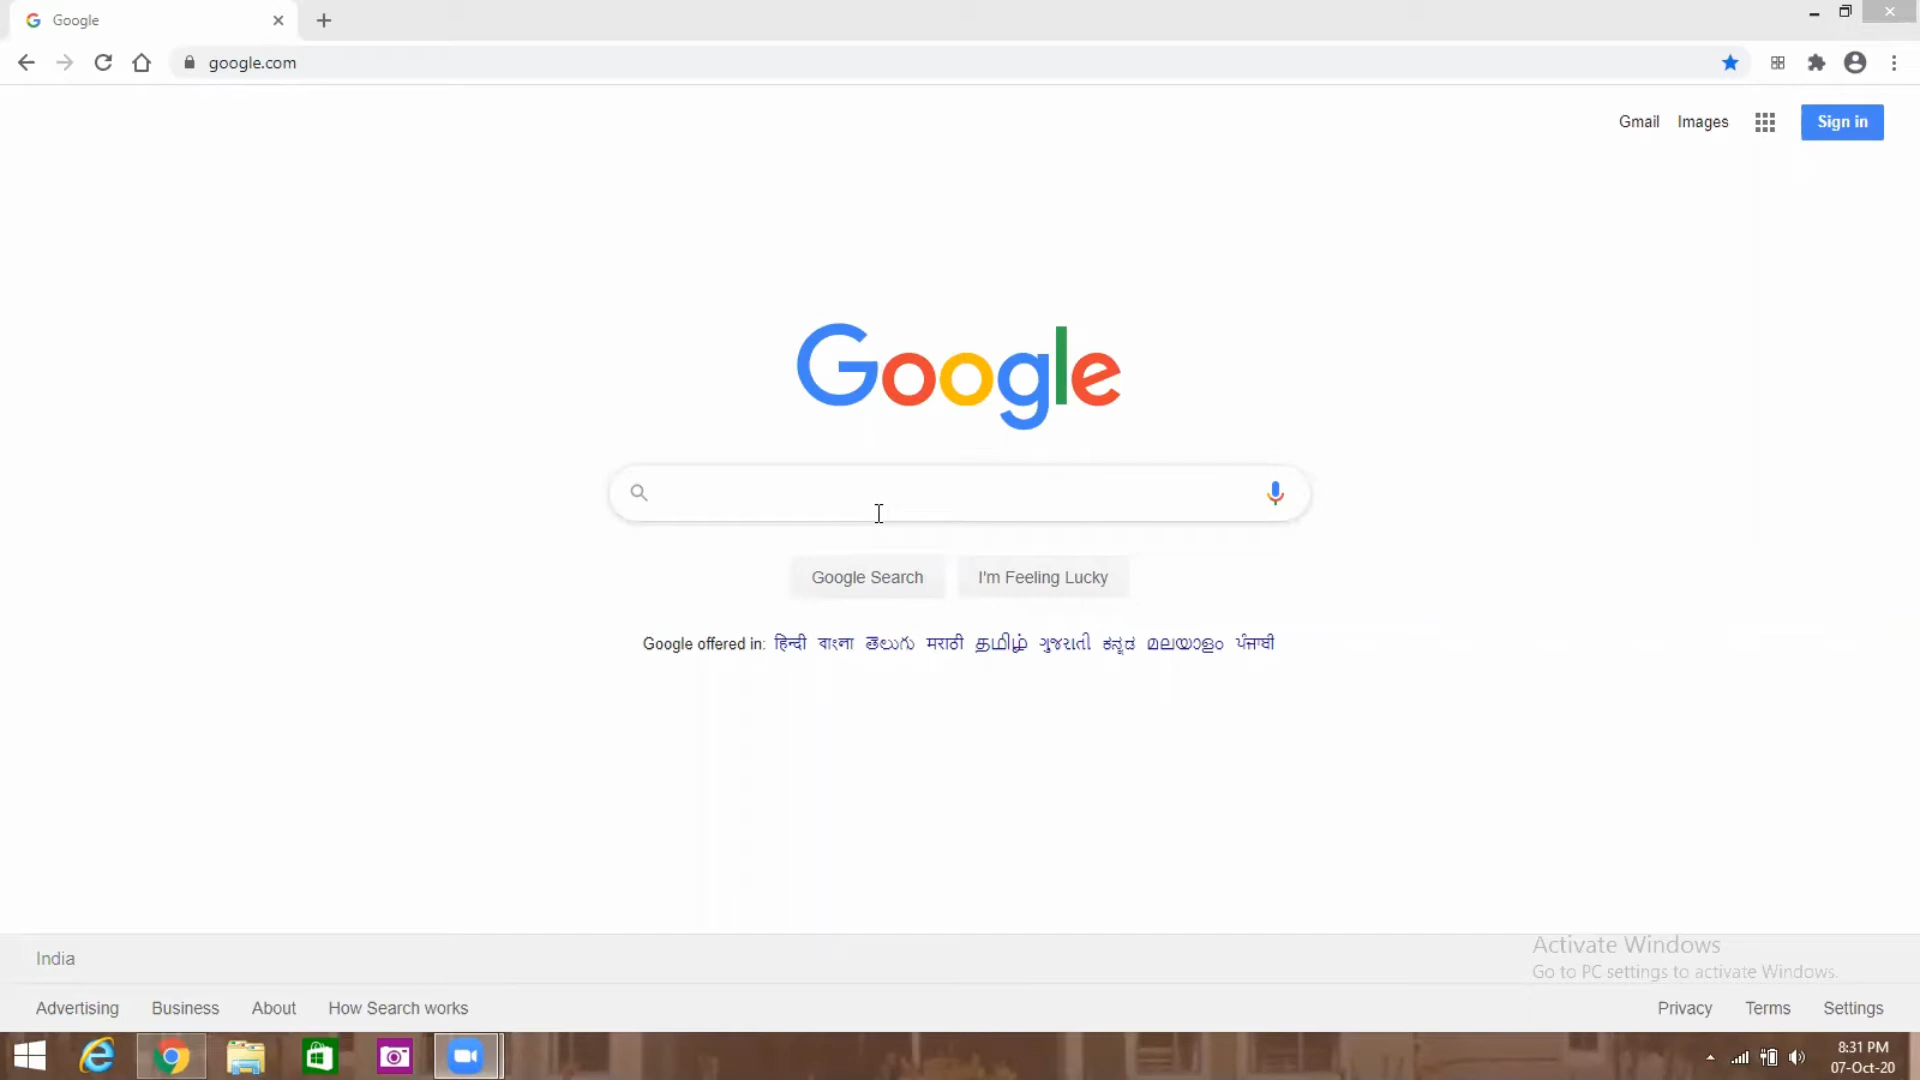 Google
google.com
Gmail Images Sign in
Google
Google Search I'm Feeling Lucky
Google offered in: हिन्दी বাংলা తెలుగు मराठी தமிழ் ગુજરાતી ಕನ್ನಡ മലയാളം ਪੰਜਾਬੀ
India
Activate Windows
Go to PC settings to activate Windows.
Advertising Business About How Search works Privacy Terms Settings
8:31 PM
07-Oct-20